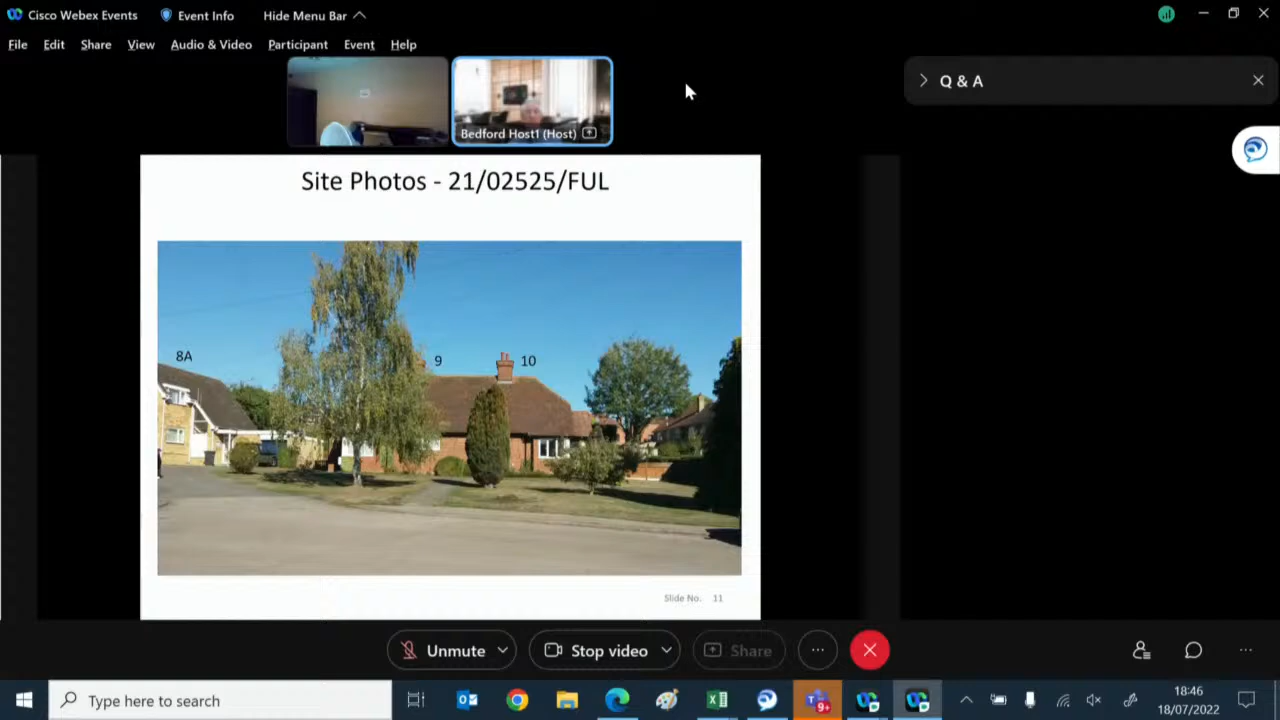 Cisco Webex Events
Event Info
Hide Menu Bar
File Edit Share View Audio & Video Participant Event Help
Bedford Host1 (Host)
Q & A
Site Photos - 21/02525/FUL
8A
9
10
Slide No. 11
Unmute
Stop video
Share
Type here to search
9+
18:46
18/07/2022